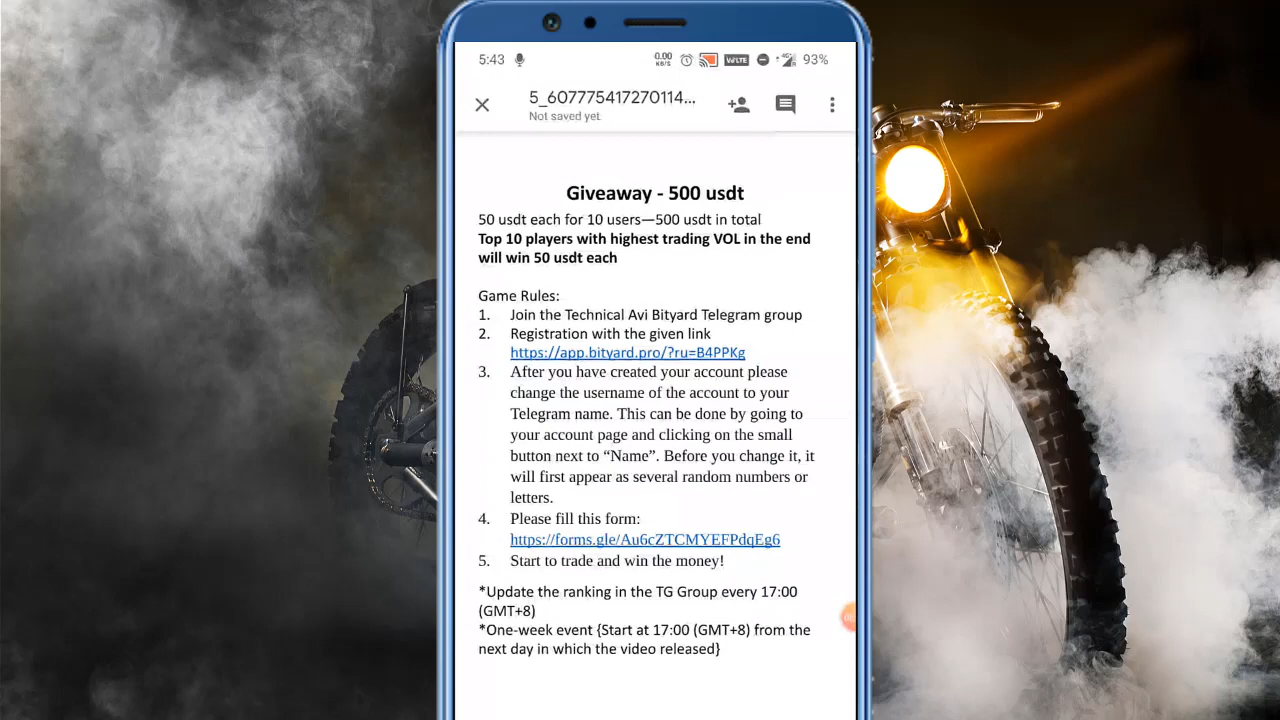 5:43
0.00
KB/S
VoLTE
4G
R
93%
5_607775417270114...
Not saved yet
Giveaway - 500 usdt
50 usdt each for 10 users—500 usdt in total
Top 10 players with highest trading VOL in the end
will win 50 usdt each
Game Rules:
1. Join the Technical Avi Bityard Telegram group
2. Registration with the given link
https://app.bityard.pro/?ru=B4PPKg
3. After you have created your account please
change the username of the account to your
Telegram name. This can be done by going to
your account page and clicking on the small
button next to “Name”. Before you change it, it
will first appear as several random numbers or
letters.
4. Please fill this form:
https://forms.gle/Au6cZTCMYEFPdqEg6
5. Start to trade and win the money!
*Update the ranking in the TG Group every 17:00
(GMT+8)
*One-week event {Start at 17:00 (GMT+8) from the
next day in which the video released}